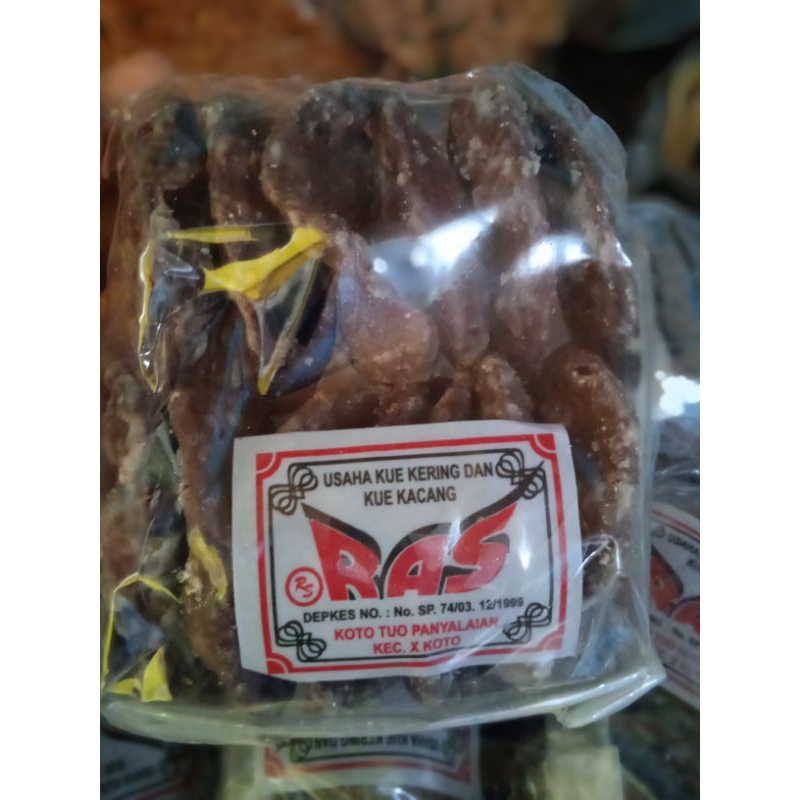 USAHA KUE KERING DAN
KUE KACANG
RAS
RS
DEPKES NO. : No. SP. 74/03. 12/1999
KOTO TUO PANYALAIAN
KEC. X KOTO